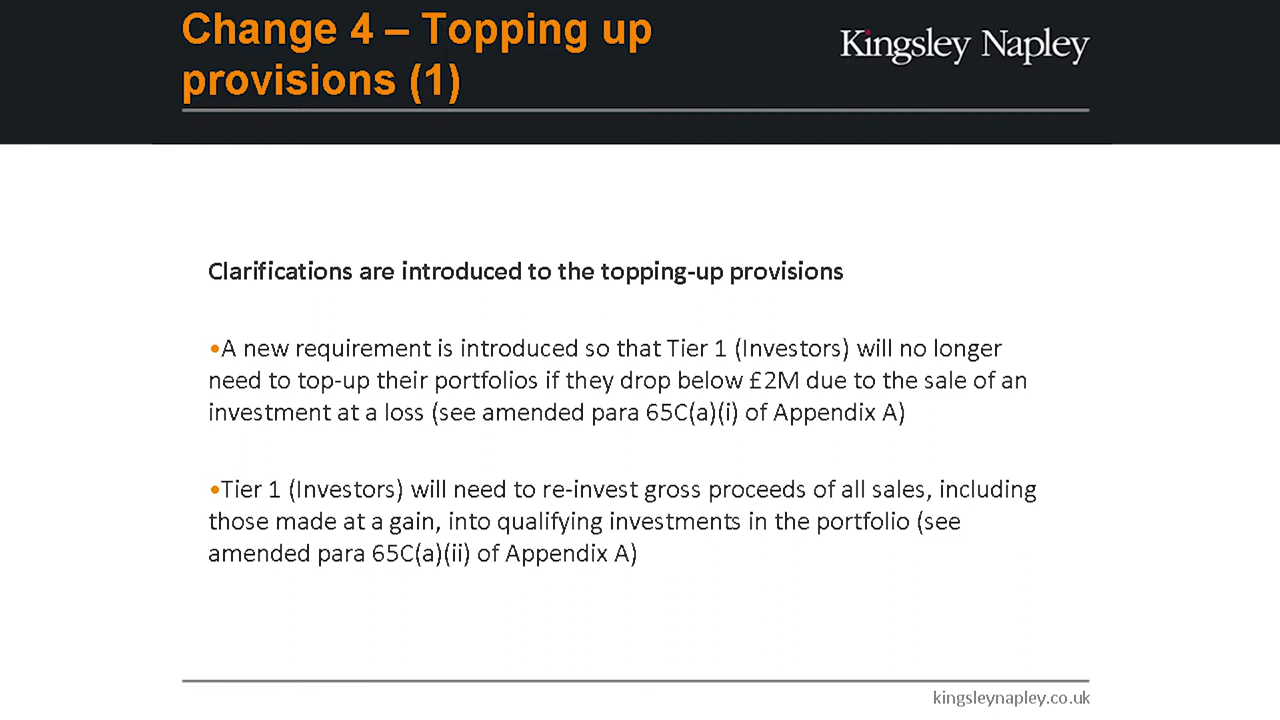 Change 4 – Topping up
provisions (1)
Kingsley Napley
Clarifications are introduced to the topping-up provisions
•A new requirement is introduced so that Tier 1 (Investors) will no longer
need to top-up their portfolios if they drop below £2M due to the sale of an
investment at a loss (see amended para 65C(a)(i) of Appendix A)
•Tier 1 (Investors) will need to re-invest gross proceeds of all sales, including
those made at a gain, into qualifying investments in the portfolio (see
amended para 65C(a)(ii) of Appendix A)
kingsleynapley.co.uk